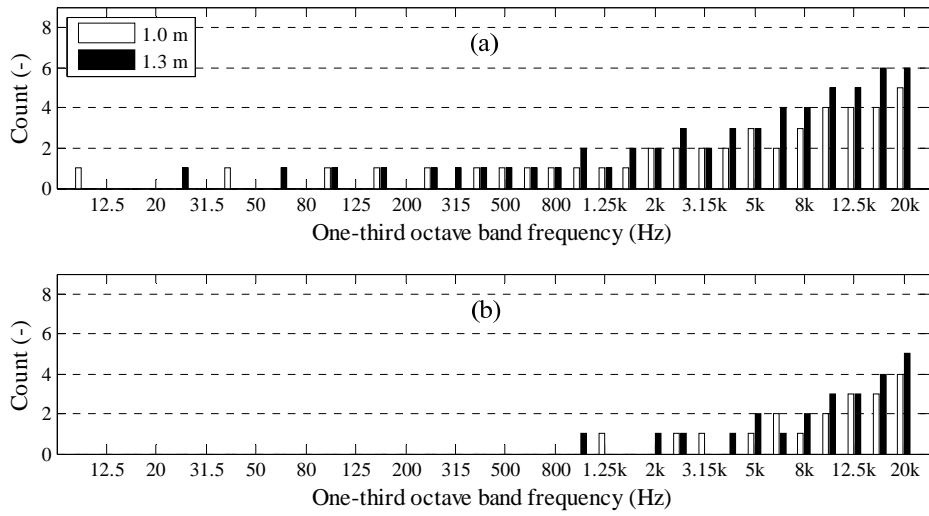 8
6
4
2
0
Count (-)
1.0 m
1.3 m
(a)
12.5 20 31.5 50 80 125 200 315 500 800 1.25k 2k 3.15k 5k 8k 12.5k 20k
One-third octave band frequency (Hz)
8
6
4
2
0
Count (-)
(b)
12.5 20 31.5 50 80 125 200 315 500 800 1.25k 2k 3.15k 5k 8k 12.5k 20k
One-third octave band frequency (Hz)